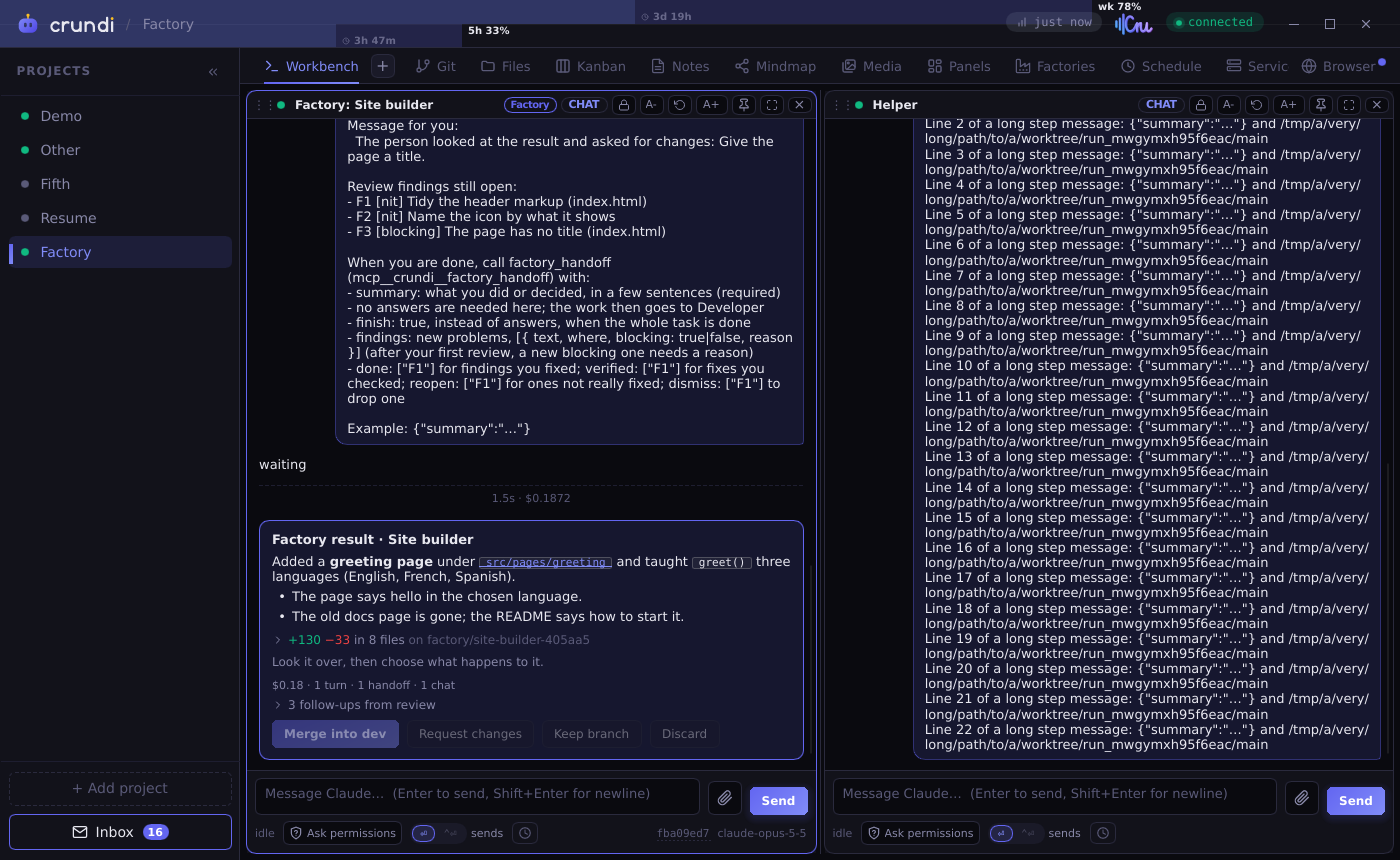 crundi / Factory
3d 19h
3h 47m
5h 33%
just now
wk 78%
Cru
connected
PROJECTS
«
Demo
Other
Fifth
Resume
Factory
+ Add project
Inbox 16
Workbench
+
Git
Files
Kanban
Notes
Mindmap
Media
Panels
Factories
Schedule
Servic
Browser
Factory: Site builder
Factory
CHAT
A-
A+
Message for you:
The person looked at the result and asked for changes: Give the
page a title.
Review findings still open:
- F1 [nit] Tidy the header markup (index.html)
- F2 [nit] Name the icon by what it shows
- F3 [blocking] The page has no title (index.html)
When you are done, call factory_handoff
(mcp__crundi__factory_handoff) with:
- summary: what you did or decided, in a few sentences (required)
- no answers are needed here; the work then goes to Developer
- finish: true, instead of answers, when the whole task is done
- findings: new problems, [{ text, where, blocking: true|false, reason
}] (after your first review, a new blocking one needs a reason)
- done: ["F1"] for findings you fixed; verified: ["F1"] for fixes you
checked; reopen: ["F1"] for ones not really fixed; dismiss: ["F1"] to
drop one
Example: {"summary":"…"}
waiting
1.5s · $0.1872
Factory result · Site builder
Added a greeting page under src/pages/greeting and taught greet() three
languages (English, French, Spanish).
• The page says hello in the chosen language.
• The old docs page is gone; the README says how to start it.
+130 −33 in 8 files on factory/site-builder-405aa5
Look it over, then choose what happens to it.
$0.18 · 1 turn · 1 handoff · 1 chat
3 follow-ups from review
Merge into dev
Request changes
Keep branch
Discard
Message Claude… (Enter to send, Shift+Enter for newline)
Send
idle
Ask permissions
sends
fba09ed7 claude-opus-5-5
Helper
CHAT
A-
A+
Line 2 of a long step message: {"summary":"…"} and /tmp/a/very/
long/path/to/a/worktree/run_mwgymxh95f6eac/main
Line 3 of a long step message: {"summary":"…"} and /tmp/a/very/
long/path/to/a/worktree/run_mwgymxh95f6eac/main
Line 4 of a long step message: {"summary":"…"} and /tmp/a/very/
long/path/to/a/worktree/run_mwgymxh95f6eac/main
Line 5 of a long step message: {"summary":"…"} and /tmp/a/very/
long/path/to/a/worktree/run_mwgymxh95f6eac/main
Line 6 of a long step message: {"summary":"…"} and /tmp/a/very/
long/path/to/a/worktree/run_mwgymxh95f6eac/main
Line 7 of a long step message: {"summary":"…"} and /tmp/a/very/
long/path/to/a/worktree/run_mwgymxh95f6eac/main
Line 8 of a long step message: {"summary":"…"} and /tmp/a/very/
long/path/to/a/worktree/run_mwgymxh95f6eac/main
Line 9 of a long step message: {"summary":"…"} and /tmp/a/very/
long/path/to/a/worktree/run_mwgymxh95f6eac/main
Line 10 of a long step message: {"summary":"…"} and /tmp/a/very/
long/path/to/a/worktree/run_mwgymxh95f6eac/main
Line 11 of a long step message: {"summary":"…"} and /tmp/a/very/
long/path/to/a/worktree/run_mwgymxh95f6eac/main
Line 12 of a long step message: {"summary":"…"} and /tmp/a/very/
long/path/to/a/worktree/run_mwgymxh95f6eac/main
Line 13 of a long step message: {"summary":"…"} and /tmp/a/very/
long/path/to/a/worktree/run_mwgymxh95f6eac/main
Line 14 of a long step message: {"summary":"…"} and /tmp/a/very/
long/path/to/a/worktree/run_mwgymxh95f6eac/main
Line 15 of a long step message: {"summary":"…"} and /tmp/a/very/
long/path/to/a/worktree/run_mwgymxh95f6eac/main
Line 16 of a long step message: {"summary":"…"} and /tmp/a/very/
long/path/to/a/worktree/run_mwgymxh95f6eac/main
Line 17 of a long step message: {"summary":"…"} and /tmp/a/very/
long/path/to/a/worktree/run_mwgymxh95f6eac/main
Line 18 of a long step message: {"summary":"…"} and /tmp/a/very/
long/path/to/a/worktree/run_mwgymxh95f6eac/main
Line 19 of a long step message: {"summary":"…"} and /tmp/a/very/
long/path/to/a/worktree/run_mwgymxh95f6eac/main
Line 20 of a long step message: {"summary":"…"} and /tmp/a/very/
long/path/to/a/worktree/run_mwgymxh95f6eac/main
Line 21 of a long step message: {"summary":"…"} and /tmp/a/very/
long/path/to/a/worktree/run_mwgymxh95f6eac/main
Line 22 of a long step message: {"summary":"…"} and /tmp/a/very/
long/path/to/a/worktree/run_mwgymxh95f6eac/main
Message Claude… (Enter to send, Shift+Enter for newline)
Send
idle
Ask permissions
sends